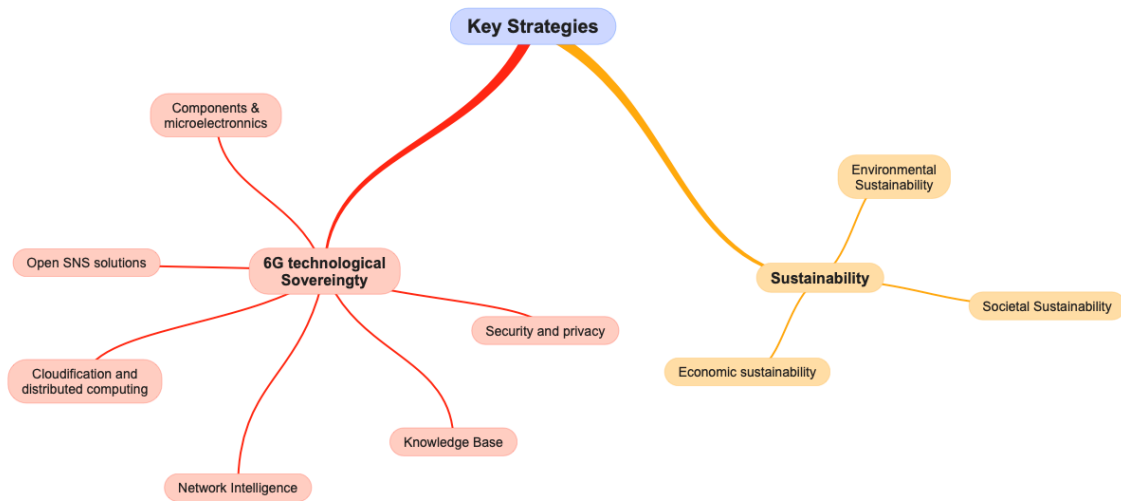 Key Strategies
Components &
microelectronnics
Environmental
Sustainability
Open SNS solutions
6G technological
Sovereingty
Sustainability
Societal Sustainability
Security and privacy
Cloudification and
distributed computing
Economic sustainability
Knowledge Base
Network Intelligence